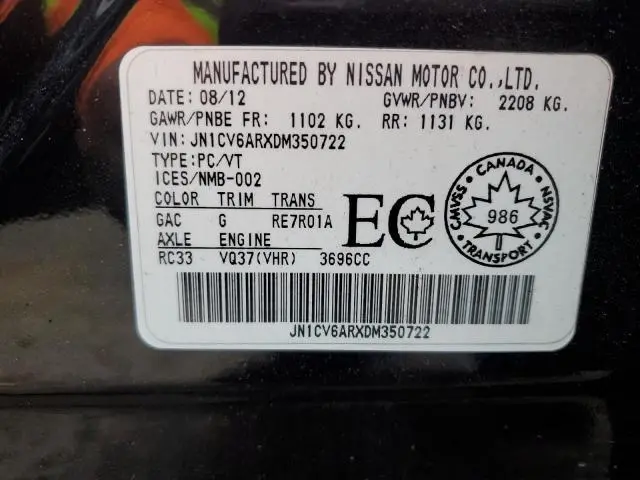 MANUFACTURED BY NISSAN MOTOR CO.,LTD.
DATE: 08/12 GVWR/PNBV: 2208 KG.
GAWR/PNBE FR: 1102 KG. RR: 1131 KG.
VIN: JN1CV6ARXDM350722
TYPE: PC/VT
ICES/NMB-002
COLOR TRIM TRANS
GAC G RE7R01A
AXLE ENGINE
RC33 VQ37(VHR) 3696CC
EC
CANADA
CMVSS
986
NSVAC
TRANSPORT
JN1CV6ARXDM350722